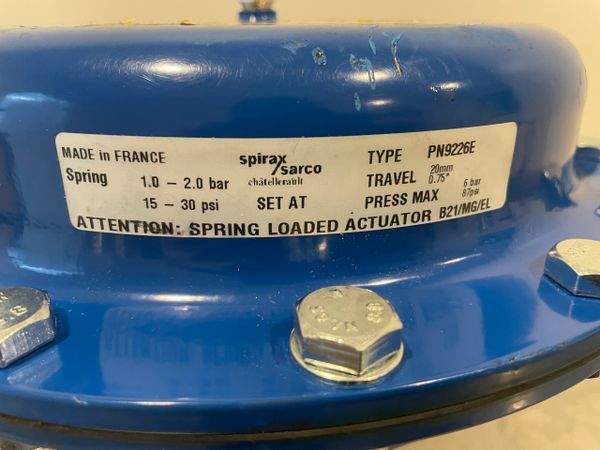 MADE in FRANCE
spirax
sarco
TYPE PN9226E
Spring 1.0 – 2.0 bar
châtellerault
TRAVEL 20mm 0.75"
15 – 30 psi
SET AT
PRESS MAX 6 bar 87psi
ATTENTION: SPRING LOADED ACTUATOR B21/MG/EL